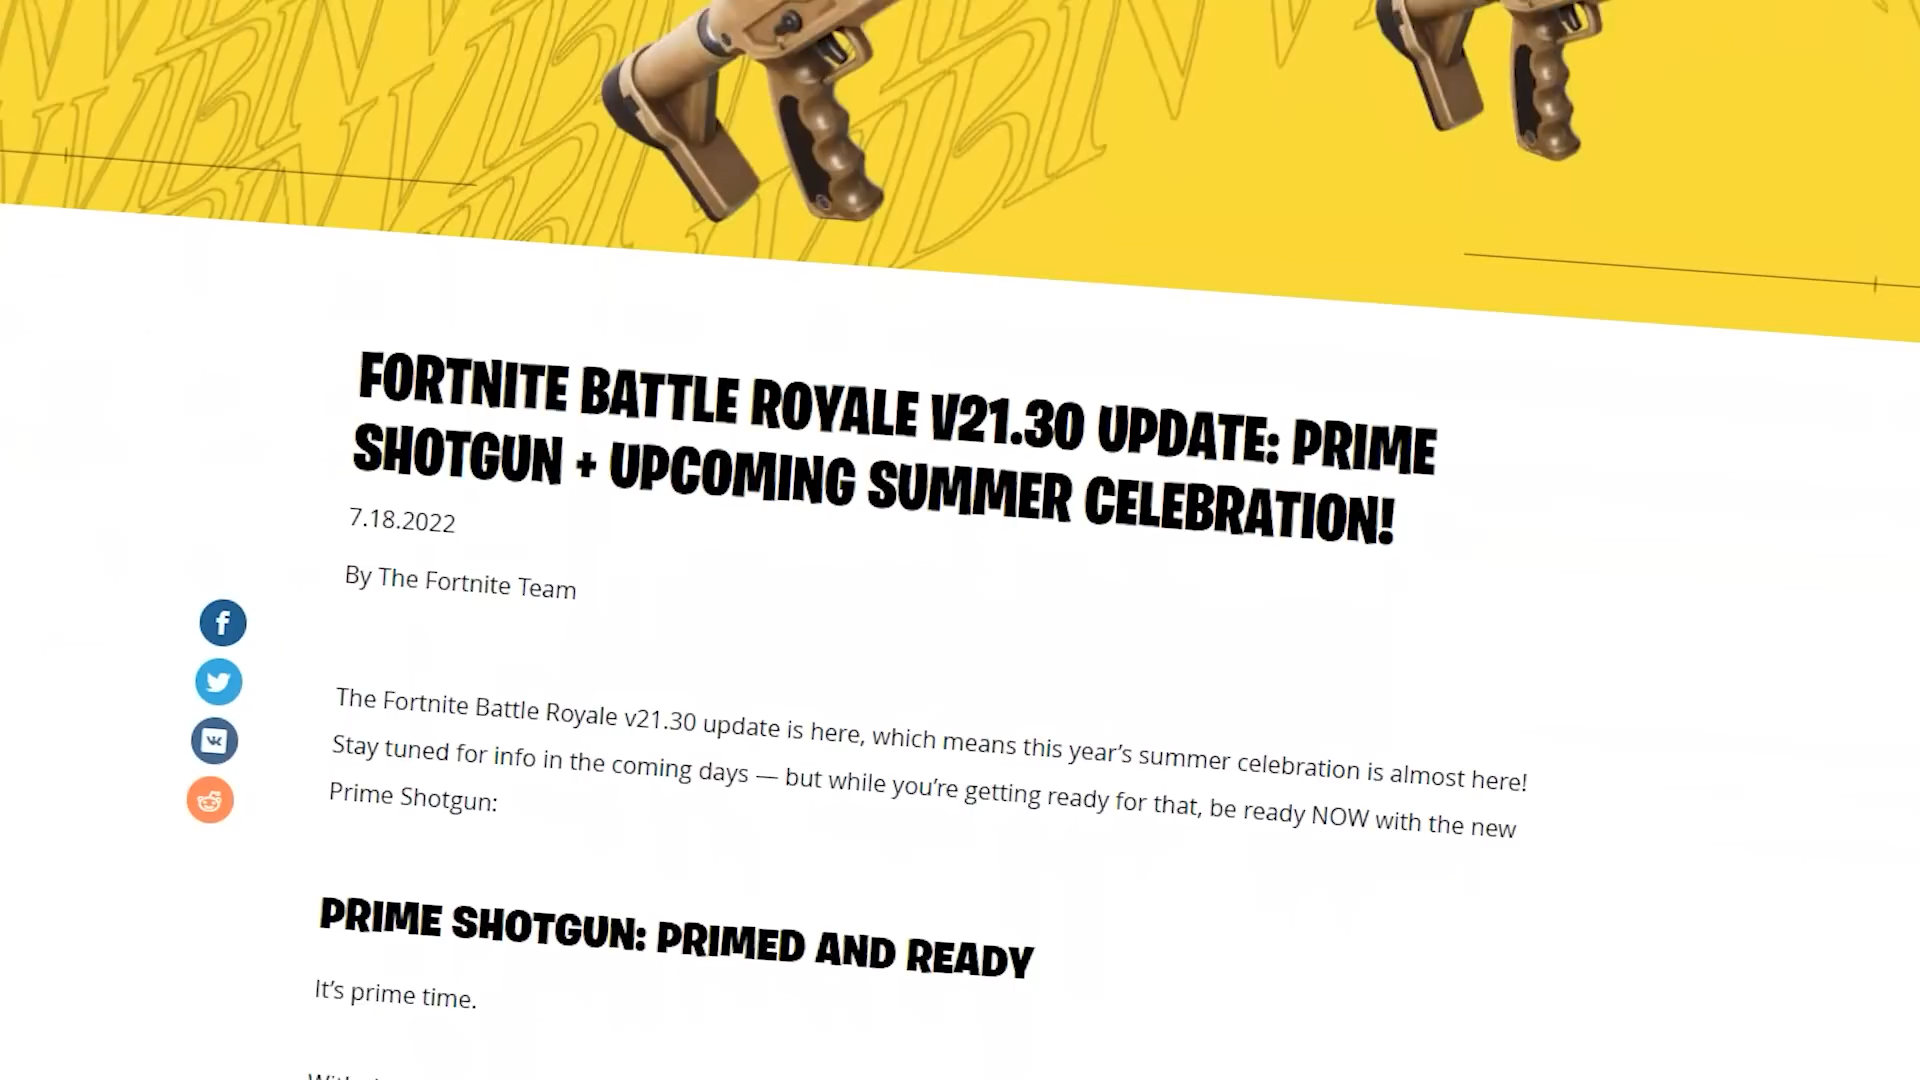 FORTNITE BATTLE ROYALE V21.30 UPDATE: PRIME
SHOTGUN + UPCOMING SUMMER CELEBRATION!
7.18.2022
By The Fortnite Team
The Fortnite Battle Royale v21.30 update is here, which means this year’s summer celebration is almost here!
Stay tuned for info in the coming days — but while you’re getting ready for that, be ready NOW with the new
Prime Shotgun:
PRIME SHOTGUN: PRIMED AND READY
It’s prime time.